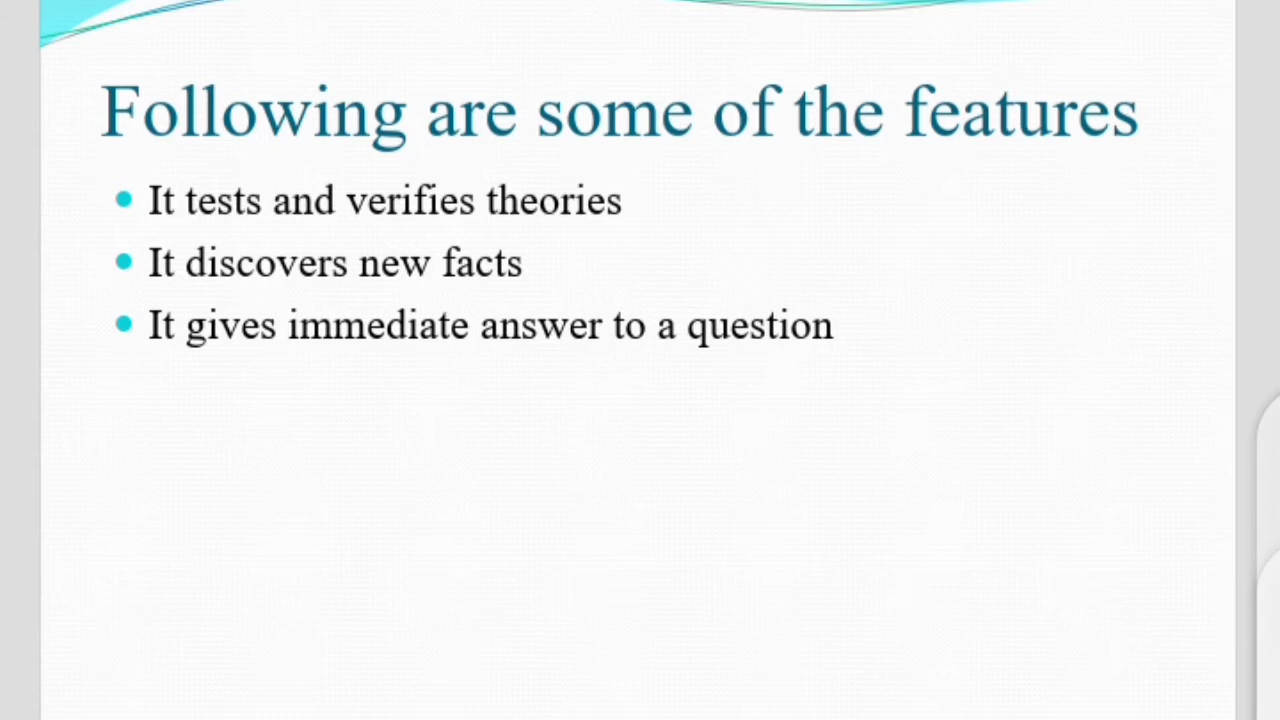 Following are some of the features
It tests and verifies theories
It discovers new facts
It gives immediate answer to a question